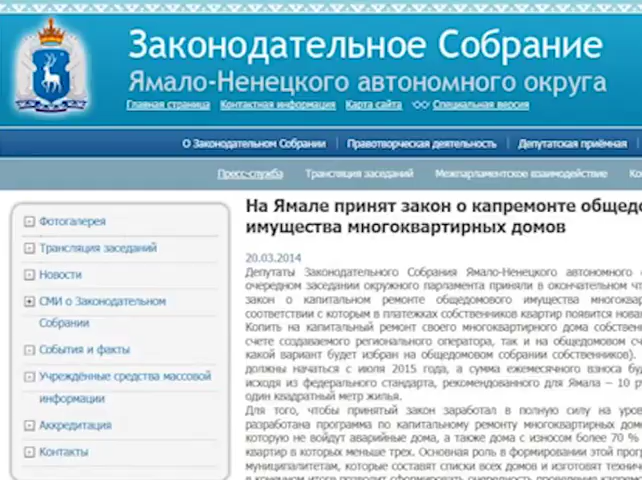 Законодательное Собрание
Ямало-Ненецкого автономного округа
Главная страница Контактная информация Карта сайта Специальная версия
О Законодательном Собрании Правотворческая деятельность Депутатская приёмная
Пресс-служба Трансляция заседаний Межпарламентское взаимодействие Ко
Фотогалерея
Трансляция заседаний
Новости
СМИ о Законодательном
Собрании
События и факты
Учреждённые средства массовой
информации
Аккредитация
Контакты
На Ямале принят закон о капремонте общедо
имущества многоквартирных домов
20.03.2014
Депутаты Законодательного Собрания Ямало-Ненецкого автономного
очередном заседании окружного парламента приняли в окончательном чт
закон о капитальном ремонте общедомового имущества многоквар
соответствии с которым в платежках собственников квартир появится новая
Копить на капитальный ремонт своего многоквартирного дома собственн
счете создаваемого регионального оператора, так и на общедомовом сч
какой вариант будет избран на общедомовом собрании собственников).
должны начаться с июля 2015 года, а сумма ежемесячного взноса бу
исходя из федерального стандарта, рекомендованного для Ямала – 10 р
один квадратный метр жилья.
Для того, чтобы принятый закон заработал в полную силу на уров
разработана программа по капитальному ремонту многоквартирных домов
которую не войдут аварийные дома, а также дома с износом более 70 %
квартир в которых меньше трех. Основная роль в формировании этой прогр
муниципалитетам, которые составят списки всех домов и изготовят технич